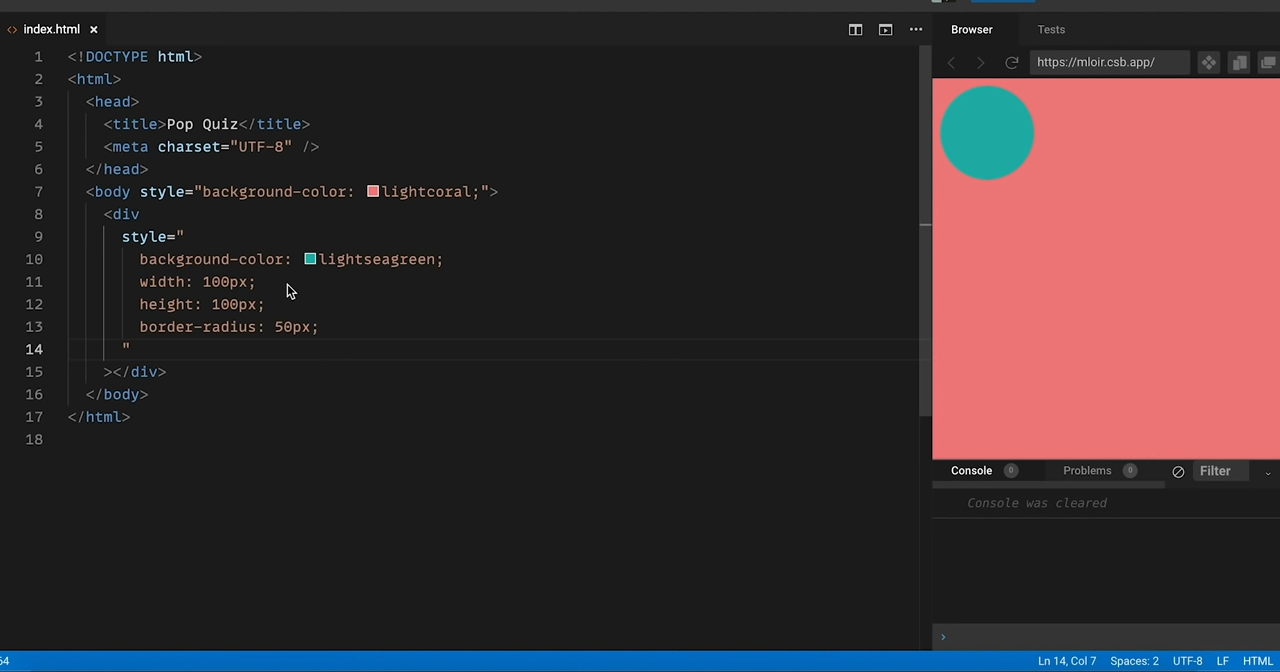 index.html
Browser Tests
https://mloir.csb.app/
1 <!DOCTYPE html>
2 <html>
3 <head>
4 <title>Pop Quiz</title>
5 <meta charset="UTF-8" />
6 </head>
7 <body style="background-color: lightcoral;">
8 <div
9 style="
10 background-color: lightseagreen;
11 width: 100px;
12 height: 100px;
13 border-radius: 50px;
14 "
15 ></div>
16 </body>
17 </html>
18
Console 0 Problems 0 Filter
Console was cleared
64 Ln 14, Col 7 Spaces: 2 UTF-8 LF HTML